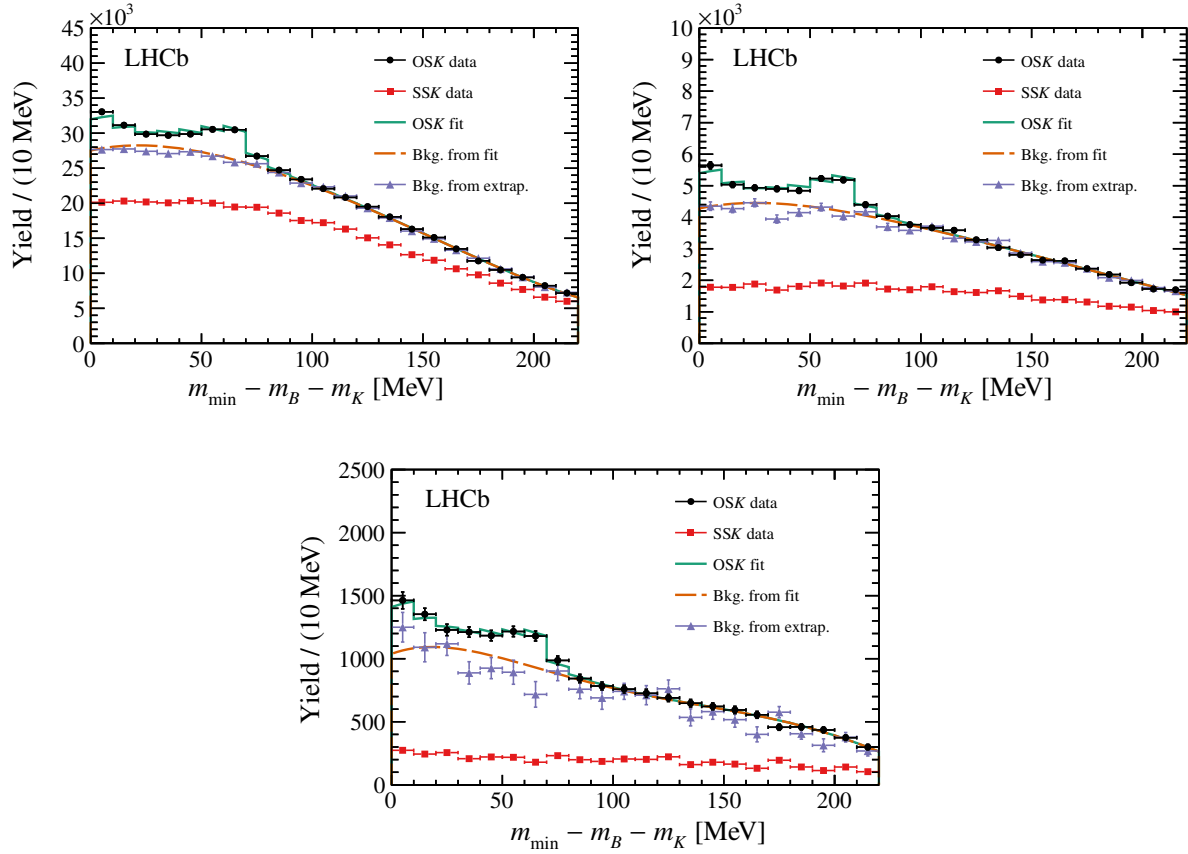 ×10³
45
40
35
30
25
20
15
10
5
0
Yield / (10 MeV)
LHCb
OSK data
SSK data
OSK fit
Bkg. from fit
Bkg. from extrap.
0 50 100 150 200
m_min − m_B − m_K [MeV]
×10³
10
9
8
7
6
5
4
3
2
1
0
Yield / (10 MeV)
LHCb
OSK data
SSK data
OSK fit
Bkg. from fit
Bkg. from extrap.
0 50 100 150 200
m_min − m_B − m_K [MeV]
2500
2000
1500
1000
500
0
Yield / (10 MeV)
LHCb
OSK data
SSK data
OSK fit
Bkg. from fit
Bkg. from extrap.
0 50 100 150 200
m_min − m_B − m_K [MeV]